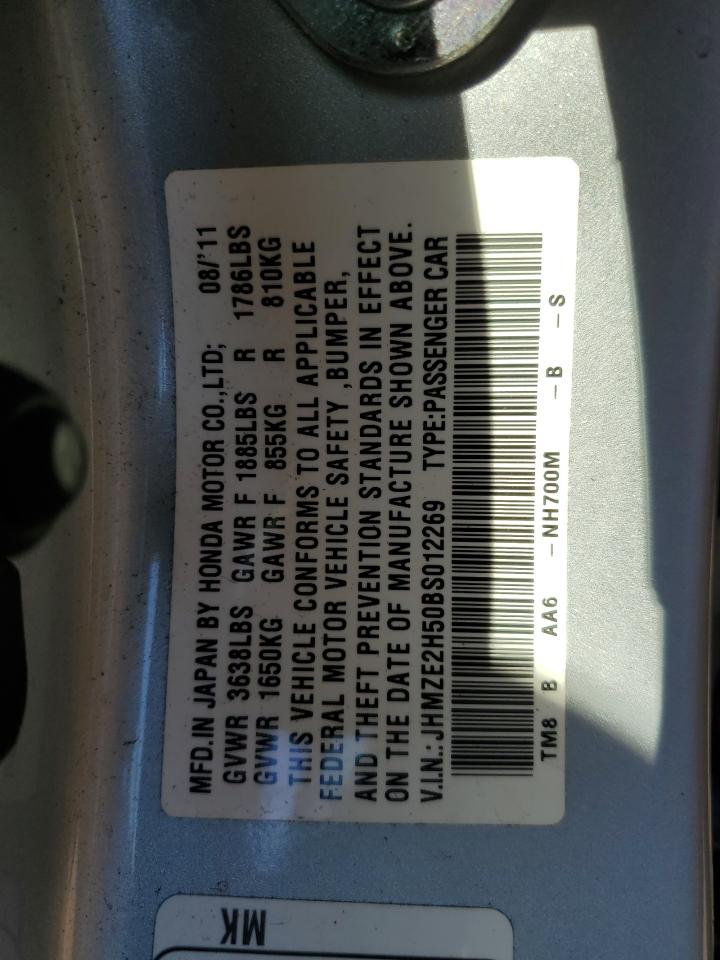 MFD.IN JAPAN BY HONDA MOTOR CO.,LTD; 08/'11
GVWR 3638LBS GAWR F 1885LBS R 1786LBS
GVWR 1650KG GAWR F 855KG R 810KG
THIS VEHICLE CONFORMS TO ALL APPLICABLE
FEDERAL MOTOR VEHICLE SAFETY ,BUMPER,
AND THEFT PREVENTION STANDARDS IN EFFECT
ON THE DATE OF MANUFACTURE SHOWN ABOVE.
V.I.N.: JHMZE2H50BS012269 TYPE:PASSENGER CAR
TM8 B AA6 -NH700M -B -S
MK